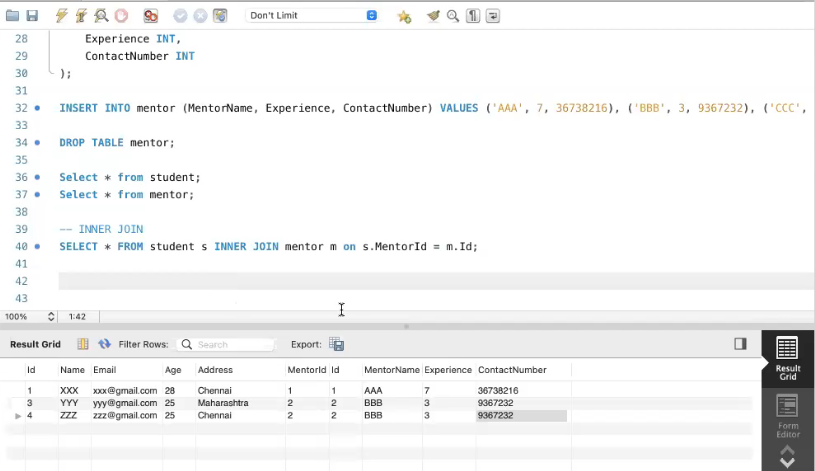 Don't Limit
28 Experience INT,
29 ContactNumber INT
30 );
31
32 INSERT INTO mentor (MentorName, Experience, ContactNumber) VALUES ('AAA', 7, 36738216), ('BBB', 3, 9367232), ('CCC',
33
34 DROP TABLE mentor;
35
36 Select * from student;
37 Select * from mentor;
38
39 -- INNER JOIN
40 SELECT * FROM student s INNER JOIN mentor m on s.MentorId = m.Id;
41
42
43
100% 1:42
Result Grid Filter Rows: Search Export:
Id Name Email Age Address MentorId Id MentorName Experience ContactNumber
1 XXX xxx@gmail.com 28 Chennai 1 1 AAA 7 36738216
3 YYY yyy@gmail.com 25 Maharashtra 2 2 BBB 3 9367232
4 ZZZ zzz@gmail.com 25 Chennai 2 2 BBB 3 9367232
Result
Grid
Form
Editor